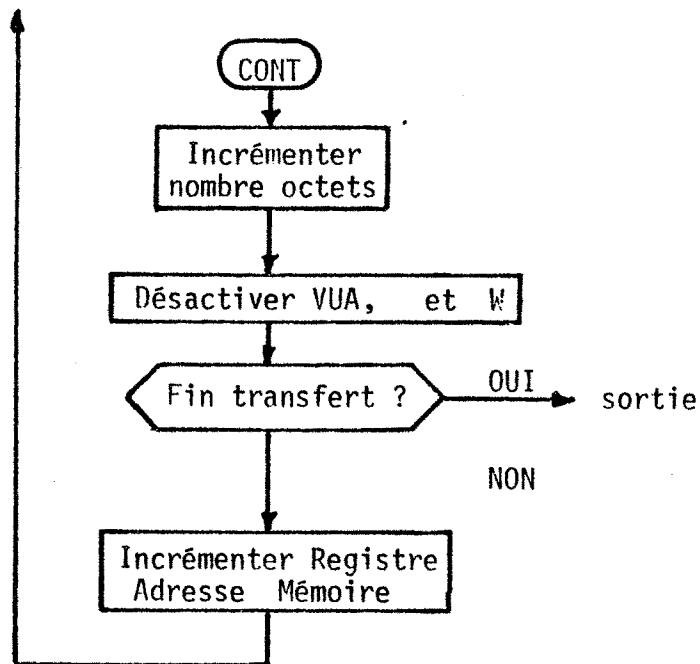 CONT
Incrémenter
nombre octets
Désactiver VUA, et W
Fin transfert ?
OUI
sortie
NON
Incrémenter Registre
Adresse Mémoire